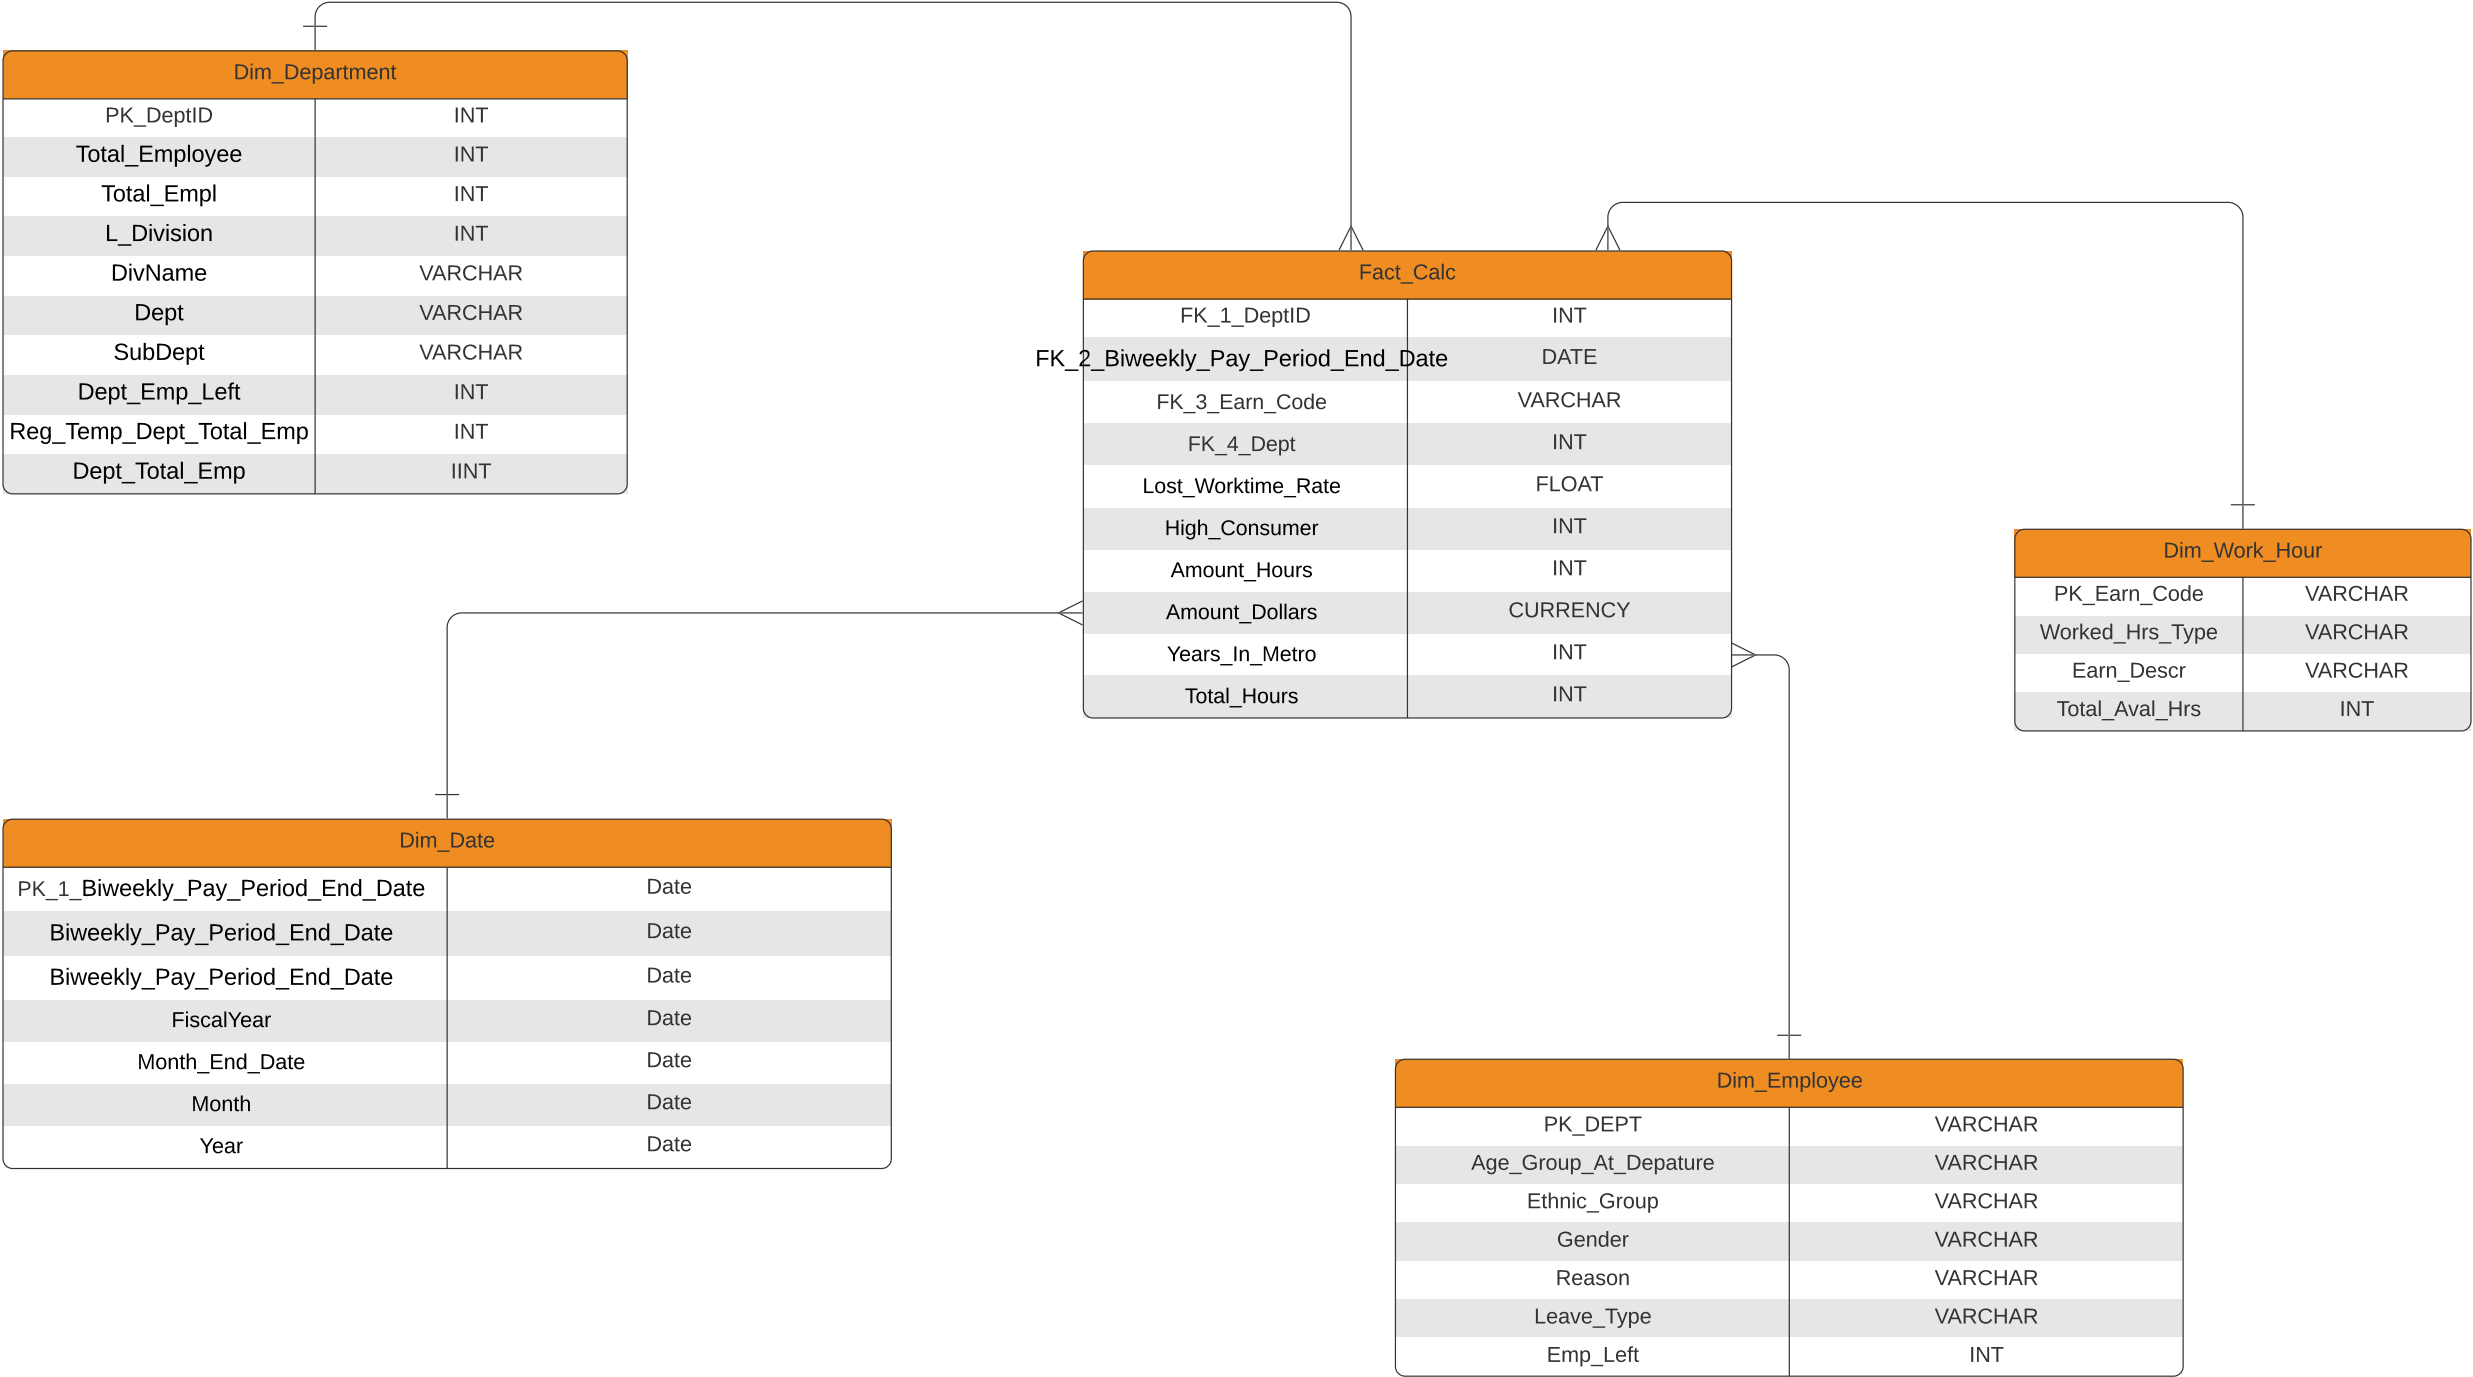 Dim_Department
PK_DeptID INT
Total_Employee INT
Total_Empl INT
L_Division INT
DivName VARCHAR
Dept VARCHAR
SubDept VARCHAR
Dept_Emp_Left INT
Reg_Temp_Dept_Total_Emp INT
Dept_Total_Emp IINT
Fact_Calc
FK_1_DeptID INT
FK_2_Biweekly_Pay_Period_End_Date DATE
FK_3_Earn_Code VARCHAR
FK_4_Dept INT
Lost_Worktime_Rate FLOAT
High_Consumer INT
Amount_Hours INT
Amount_Dollars CURRENCY
Years_In_Metro INT
Total_Hours INT
Dim_Work_Hour
PK_Earn_Code VARCHAR
Worked_Hrs_Type VARCHAR
Earn_Descr VARCHAR
Total_Aval_Hrs INT
Dim_Date
PK_1_Biweekly_Pay_Period_End_Date Date
Biweekly_Pay_Period_End_Date Date
Biweekly_Pay_Period_End_Date Date
FiscalYear Date
Month_End_Date Date
Month Date
Year Date
Dim_Employee
PK_DEPT VARCHAR
Age_Group_At_Depature VARCHAR
Ethnic_Group VARCHAR
Gender VARCHAR
Reason VARCHAR
Leave_Type VARCHAR
Emp_Left INT